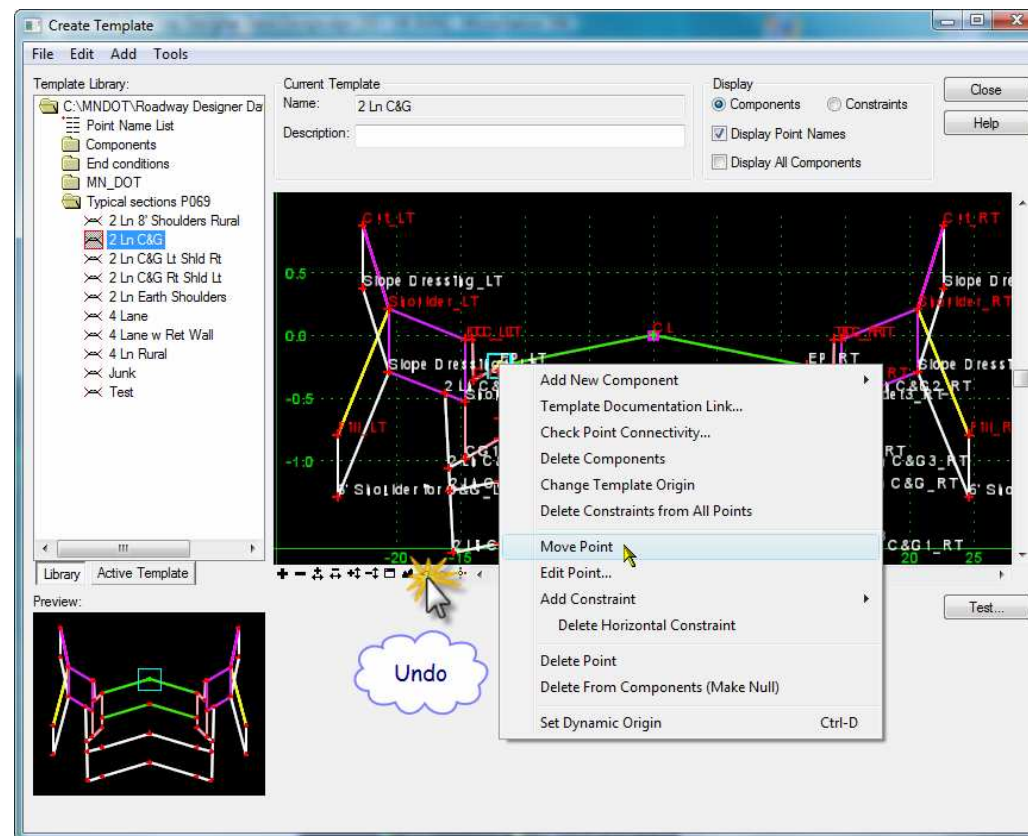 Create Template
File Edit Add Tools
Template Library:
C:\MNDOT\Roadway Designer Da
Point Name List
Components
End conditions
MN_DOT
Typical sections P069
2 Ln 8' Shoulders Rural
2 Ln C&G
2 Ln C&G Lt Shld Rt
2 Ln C&G Rt Shld Lt
2 Ln Earth Shoulders
4 Lane
4 Lane w Ret Wall
4 Ln Rural
Junk
Test
Library Active Template
Preview:
Current Template
Name: 2 Ln C&G
Description:
Display
Components Constraints
Display Point Names
Display All Components
Close
Help
Cut_LT
Cut_RT
0.5
Slope Dressing_LT
Slope Dre
Shoulder_LT
Shoulder_RT
0.0
CL
EP_RT
-0.5
Fill_LT
-1.0
-20 -15
20 25
Add New Component
Template Documentation Link...
Check Point Connectivity...
Delete Components
Change Template Origin
Delete Constraints from All Points
Move Point
Edit Point...
Add Constraint
Delete Horizontal Constraint
Delete Point
Delete From Components (Make Null)
Set Dynamic Origin Ctrl-D
Test...
Undo